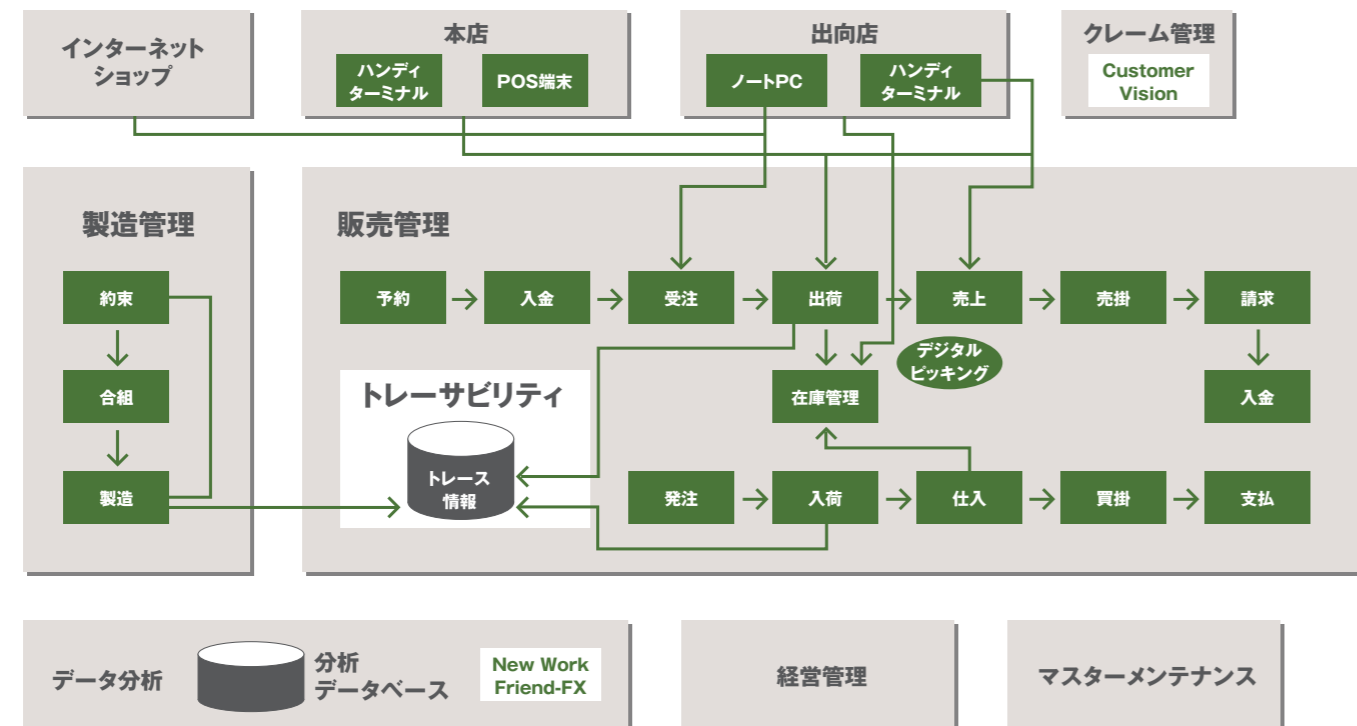 インターネット
ショップ
本店
ハンディ
ターミナル
POS端末
出向店
ノートPC
ハンディ
ターミナル
クレーム管理
Customer
Vision
製造管理
約束
合組
製造
販売管理
予約
入金
受注
出荷
売上
売掛
請求
デジタル
ピッキング
在庫管理
入金
トレーサビリティ
トレース
情報
発注
入荷
仕入
買掛
支払
データ分析
分析
データベース
New Work
Friend-FX
経営管理
マスターメンテナンス